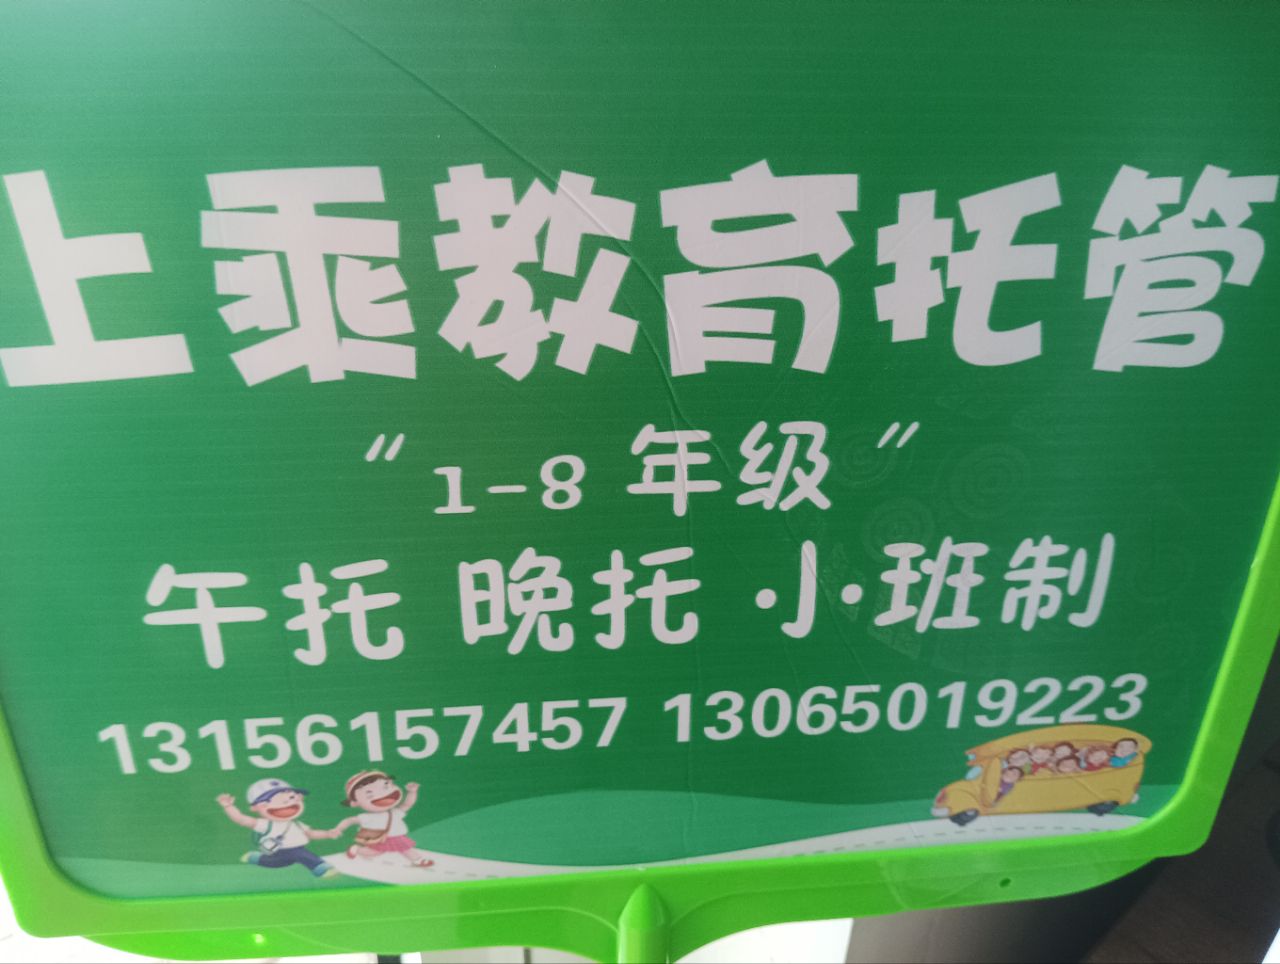 上乘教育托管
“1-8 年级”
午托 晚托 小班制
13156157457 13065019223